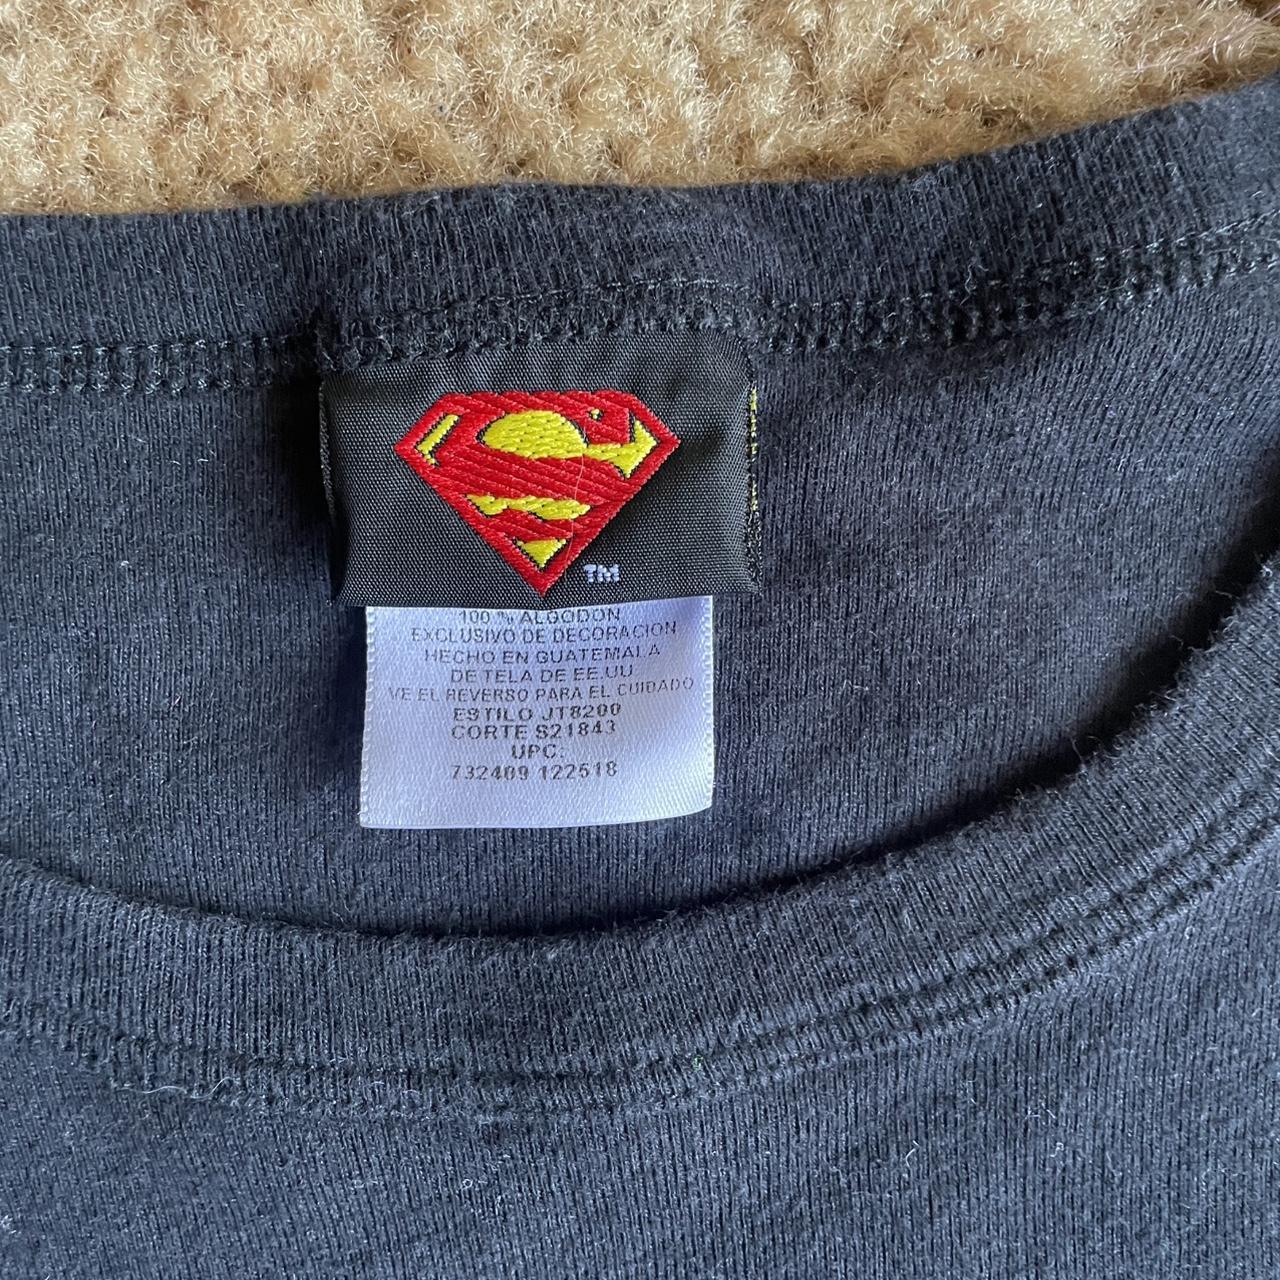 S
TM
100 % ALGODON
EXCLUSIVO DE DECORACION
HECHO EN GUATEMALA
DE TELA DE EE.UU
VE EL REVERSO PARA EL CUIDADO
ESTILO JT8200
CORTE S21843
UPC:
732409 122518